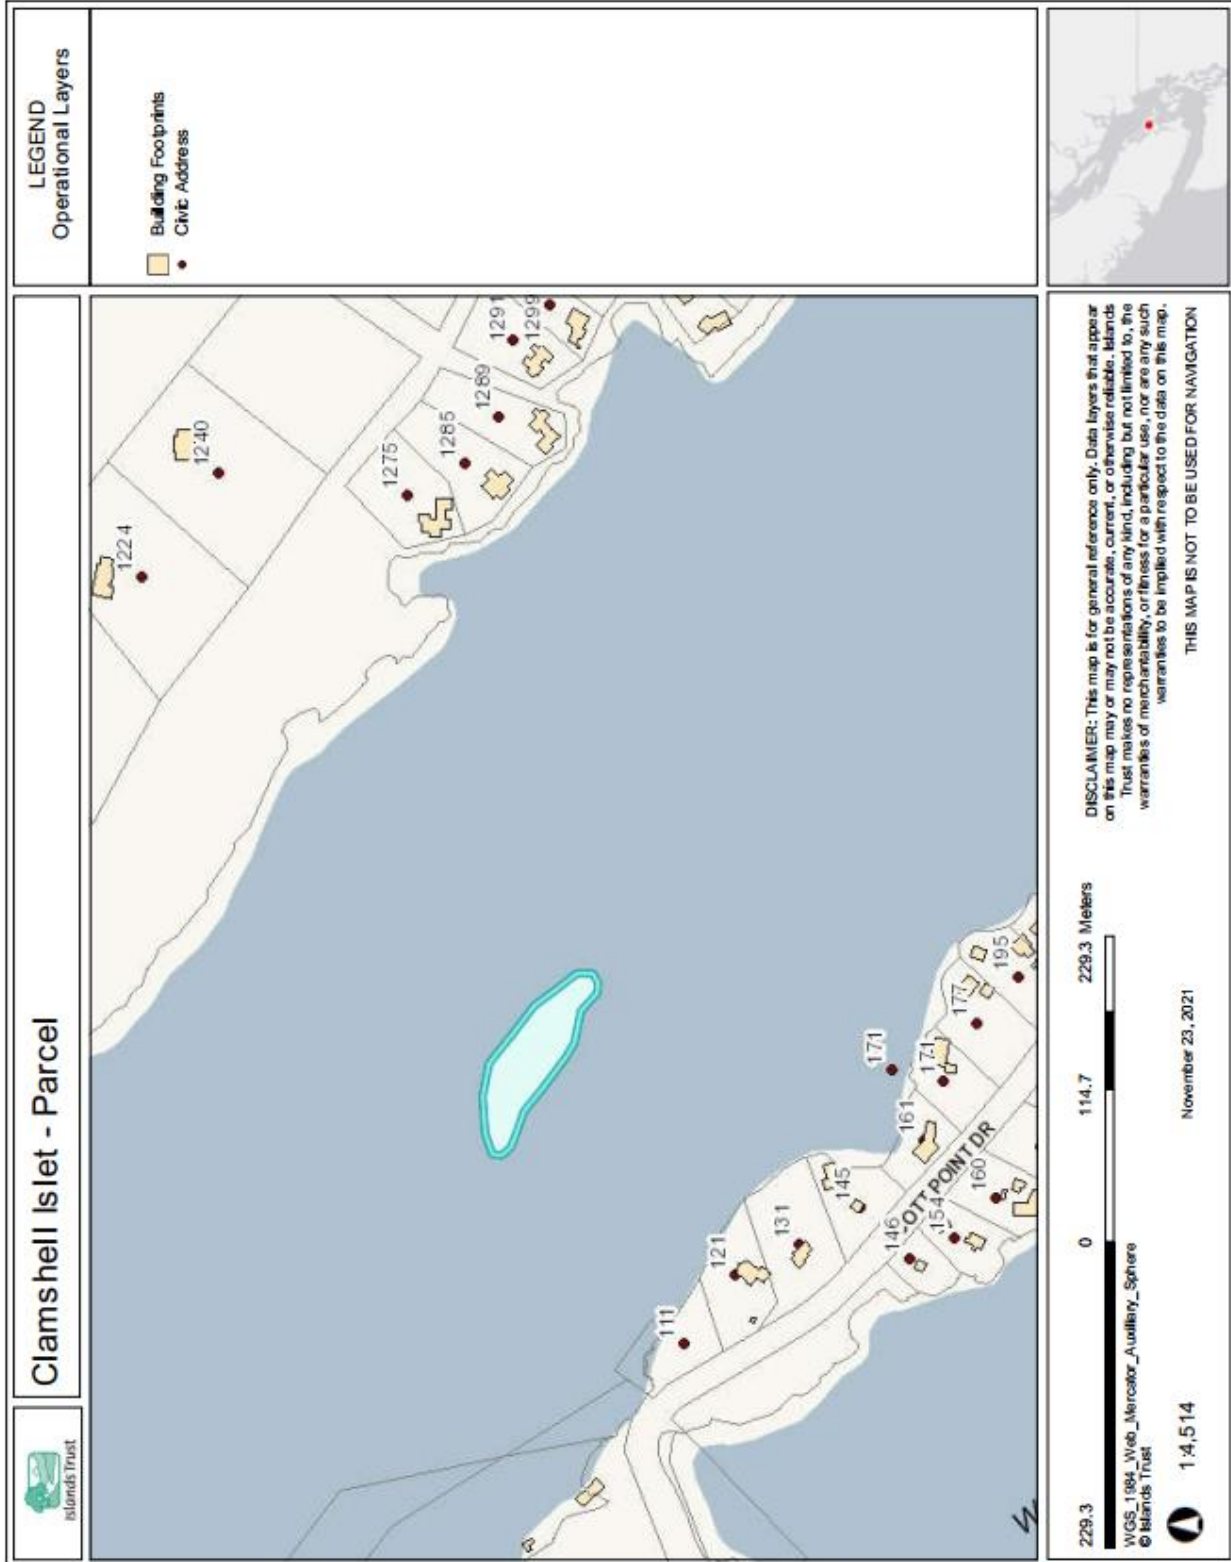 Islands Trust
Clamshell Islet - Parcel
LEGEND
Operational Layers
Building Footprints
Civic Address
1224
1240
1275
1285
1289
1291
1299
111
121
131
145
146
154
160
161
171
171
177
195
OTT POINT DR
229.3
0
114.7
229.3 Meters
WGS_1984_Web_Mercator_Auxiliary_Sphere
© Islands Trust
1:4,514
November 23, 2021
DISCLAIMER: This map is for general reference only. Data layers that appear
on this map may or may not be accurate, current, or otherwise reliable. Islands
Trust makes no representations of any kind, including but not limited to, the
warranties of merchantability, or fitness for a particular use, nor are any such
warranties to be implied with respect to the data on this map.
THIS MAP IS NOT TO BE USED FOR NAVIGATION